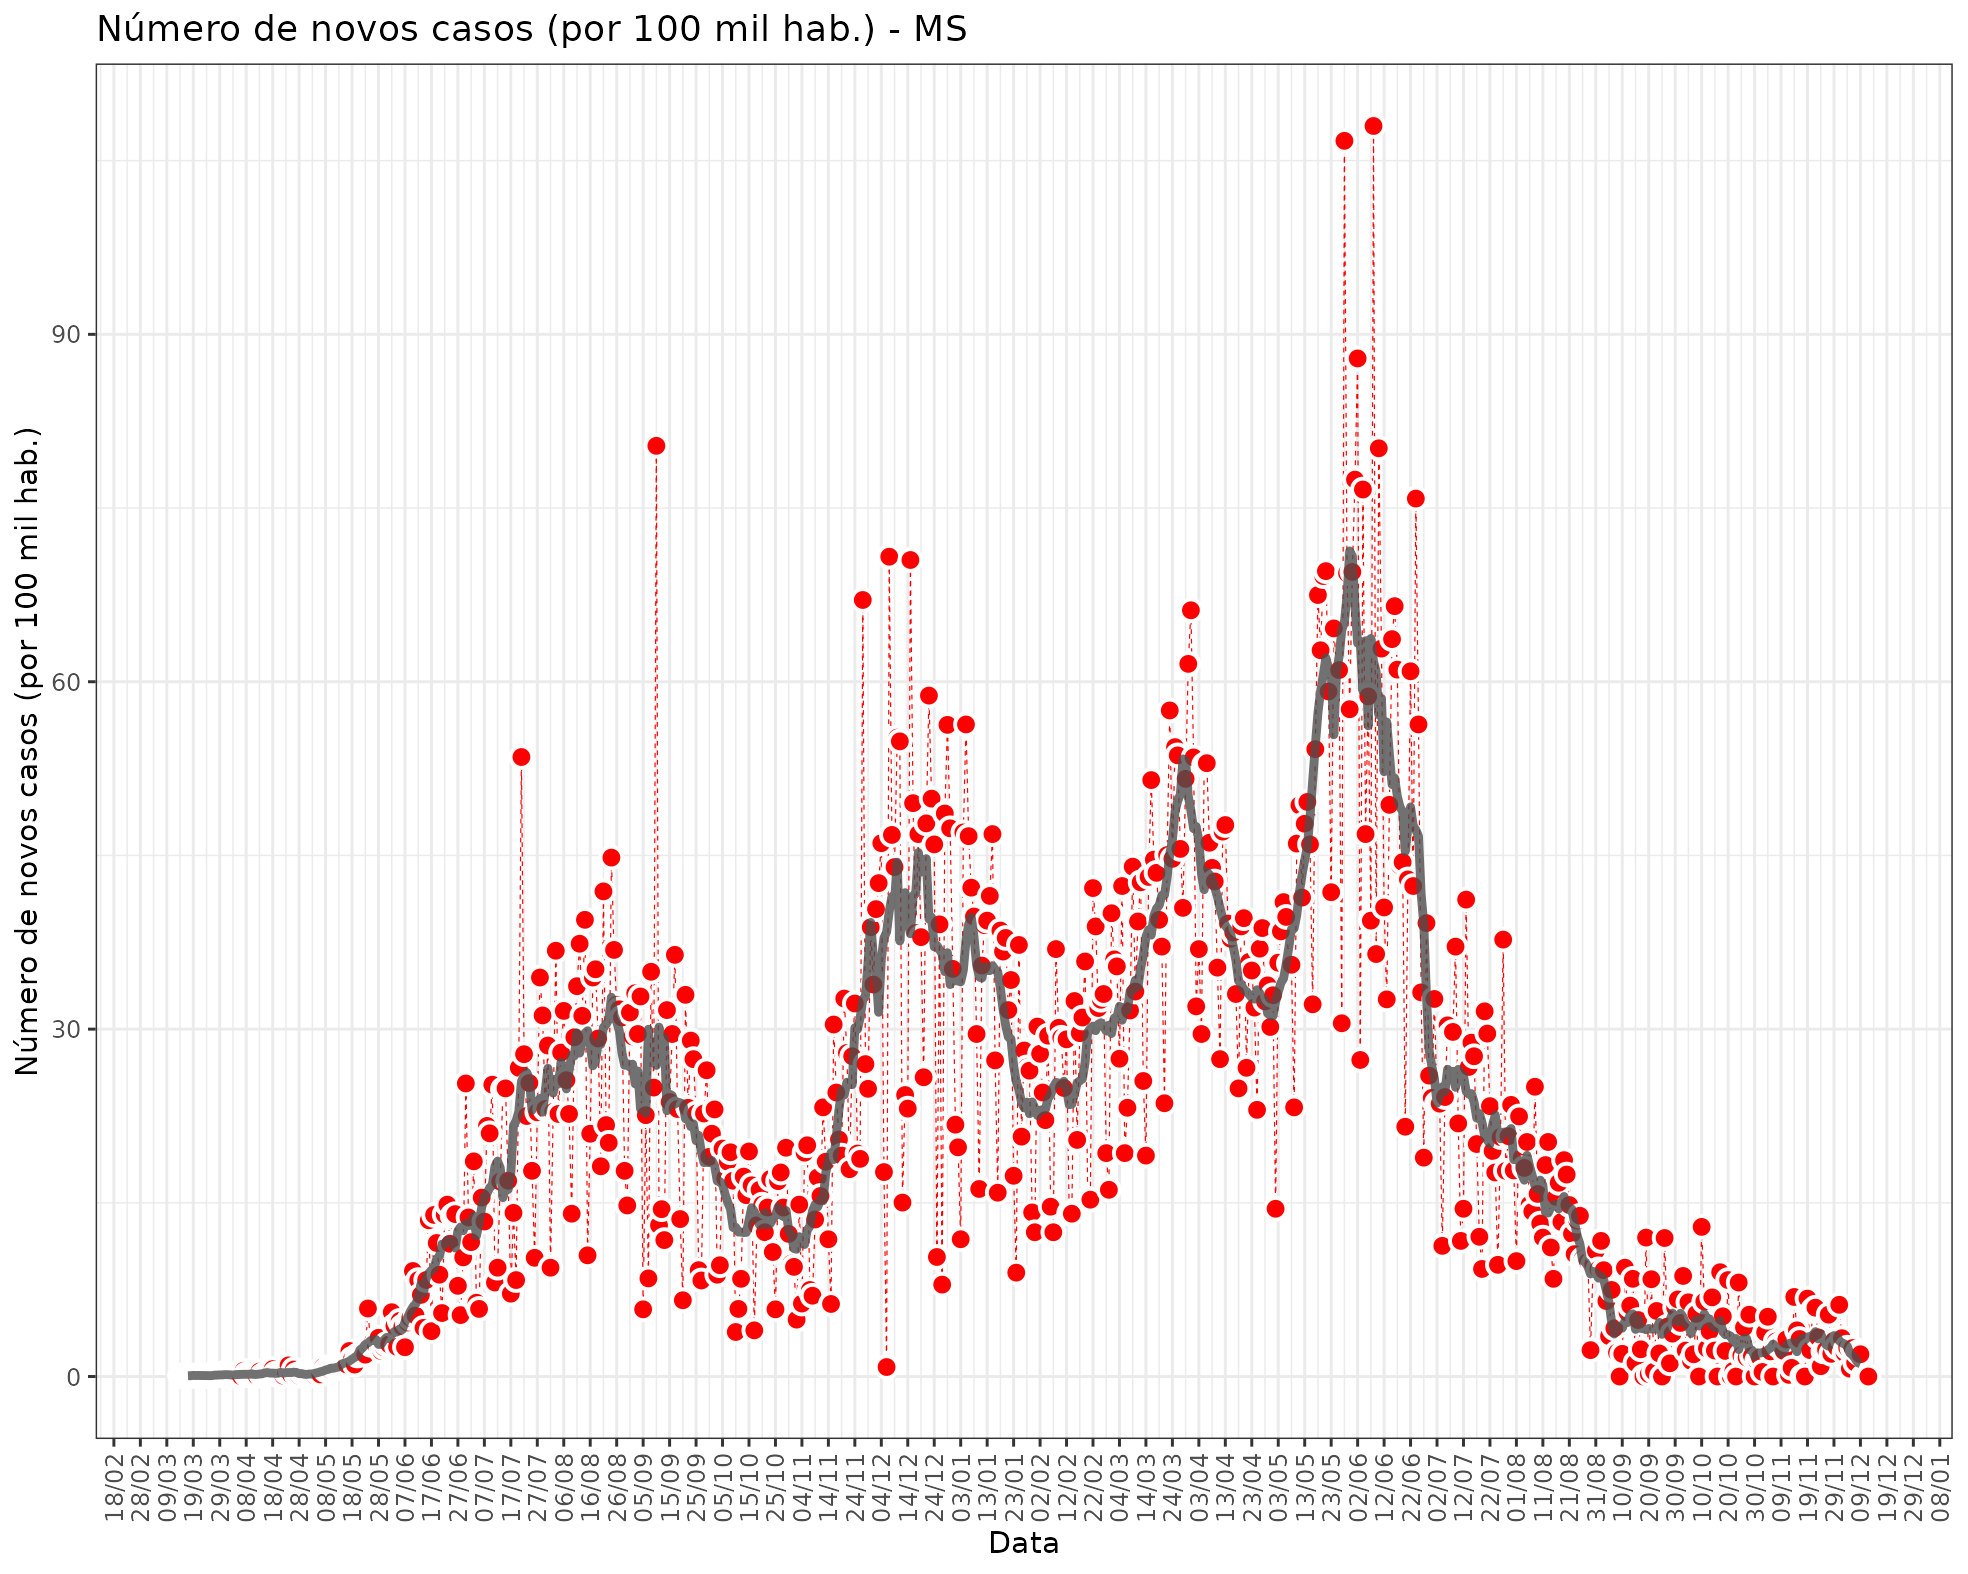 Número de novos casos (por 100 mil hab.) - MS
Número de novos casos (por 100 mil hab.)
90
60
30
0
18/02 28/02 09/03 19/03 29/03 08/04 18/04 28/04 08/05 18/05 28/05 07/06 17/06 27/06 07/07 17/07 27/07 06/08 16/08 26/08 05/09 15/09 25/09 05/10 15/10 25/10 04/11 14/11 24/11 04/12 14/12 24/12 03/01 13/01 23/01 02/02 12/02 22/02 04/03 14/03 24/03 03/04 13/04 23/04 03/05 13/05 23/05 02/06 12/06 22/06 02/07 12/07 22/07 01/08 11/08 21/08 31/08 10/09 20/09 30/09 10/10 20/10 30/10 09/11 19/11 29/11 09/12 19/12 29/12 08/01
Data